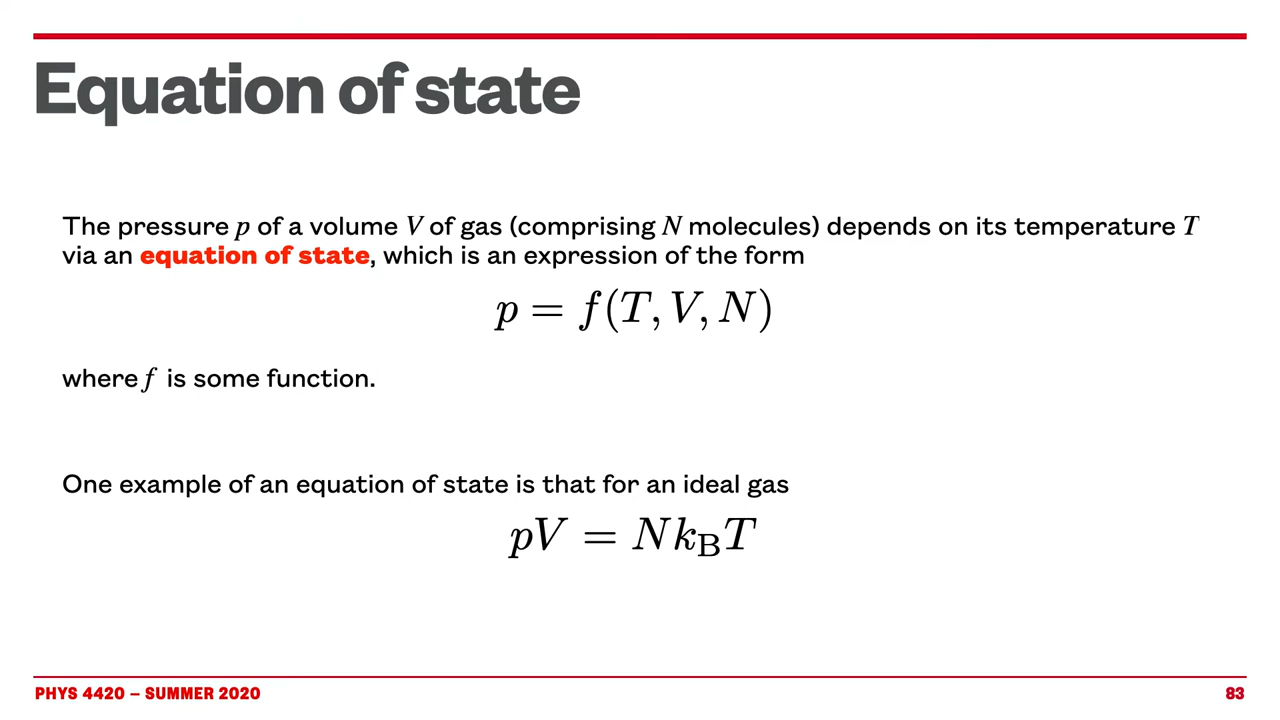 Equation of state
The pressure p of a volume V of gas (comprising N molecules) depends on its temperature T
via an equation of state, which is an expression of the form
p = f(T, V, N)
where f is some function.
One example of an equation of state is that for an ideal gas
pV = Nk_BT
PHYS 4420 – SUMMER 2020
83